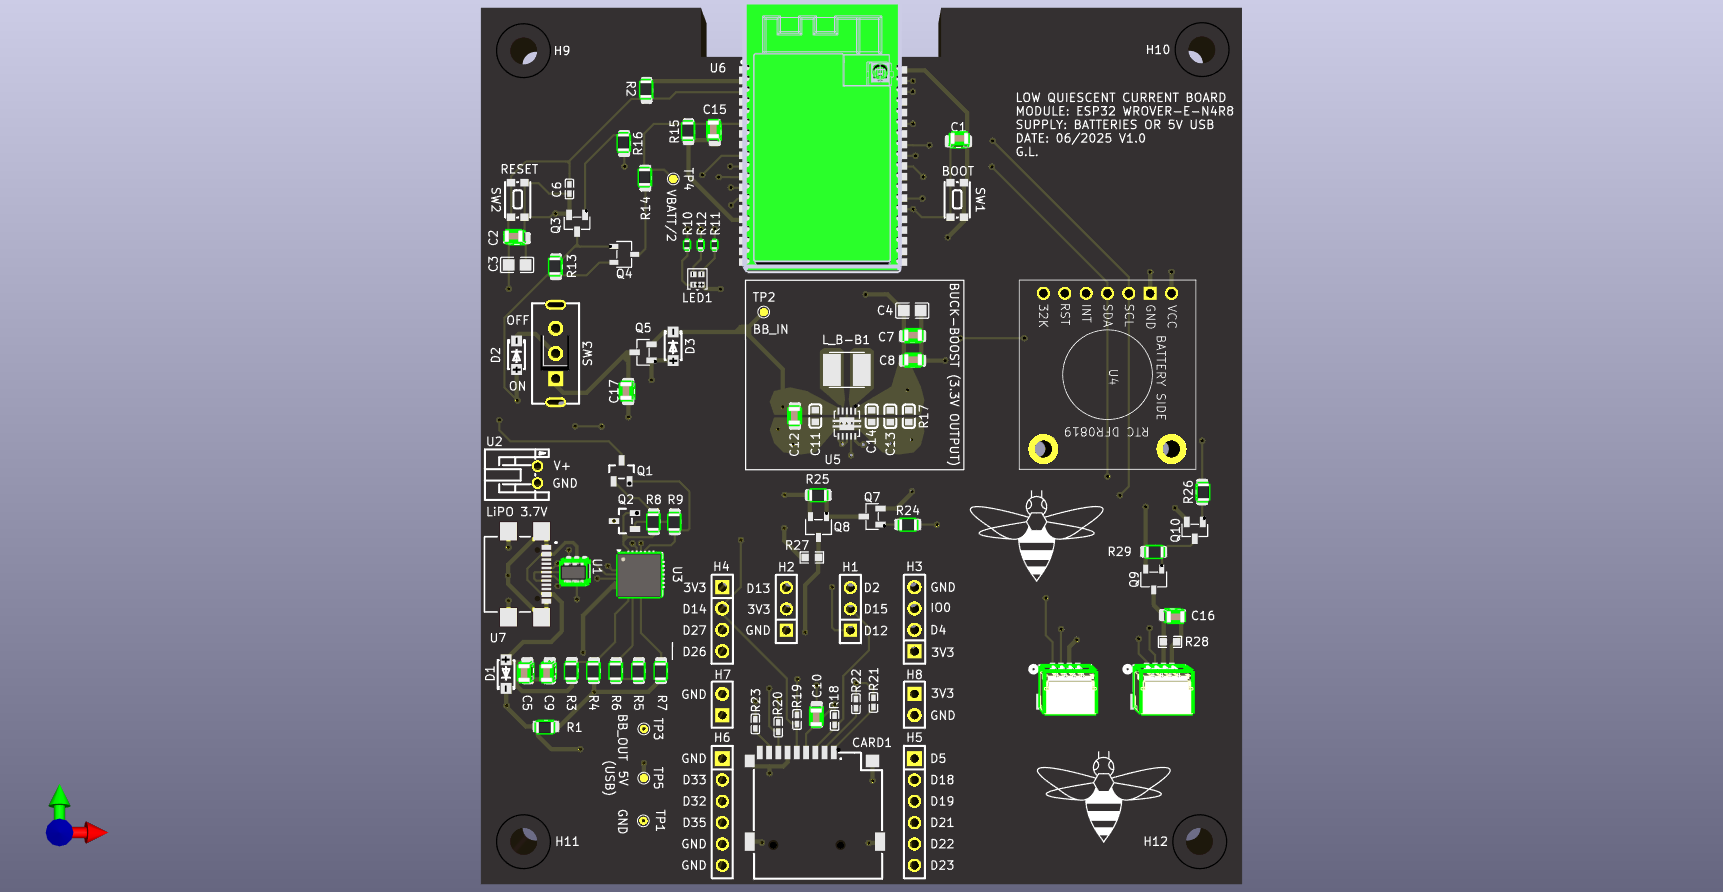 H9
H10
U6
R2
C15
R15
R16
C1
LOW QUIESCENT CURRENT BOARD
MODULE: ESP32 WROVER-E-N4R8
SUPPLY: BATTERIES OR 5V USB
DATE: 06/2025 V1.0
G.L.
RESET
BOOT
SW2
C6
Q3
R14
TP4
VBATT/2
SW1
R10
R12
R11
C2
C3
R13
Q4
LED1
TP2
BB_IN
C4
C7
C8
L_B-B1
BUCK-BOOST (3.3V OUTPUT)
C12
C11
U5
C14
C13
R17
32K
RST
INT
SDA
SCL
GND
VCC
U4
BATTERY SIDE
RTC DFR0819
OFF
ON
D2
SW3
Q5
D3
C17
U2
V+
GND
LiPO 3.7V
Q1
Q2
R8
R9
U1
U3
U7
R25
Q7
R24
Q8
R27
R26
Q10
R29
Q9
C16
R28
H4
3V3
D14
D27
D26
H2
D13
3V3
GND
H1
D2
D15
D12
H3
GND
IO0
D4
3V3
D1
C5
C9
R3
R4
R6
R5
R7
R1
BB_OUT
TP3
5V
(USB)
TP5
GND
TP1
H7
GND
H8
3V3
GND
R23
R20
R19
C10
R18
R22
R21
CARD1
H6
GND
D33
D32
D35
GND
GND
H5
D5
D18
D19
D21
D22
D23
H11
H12